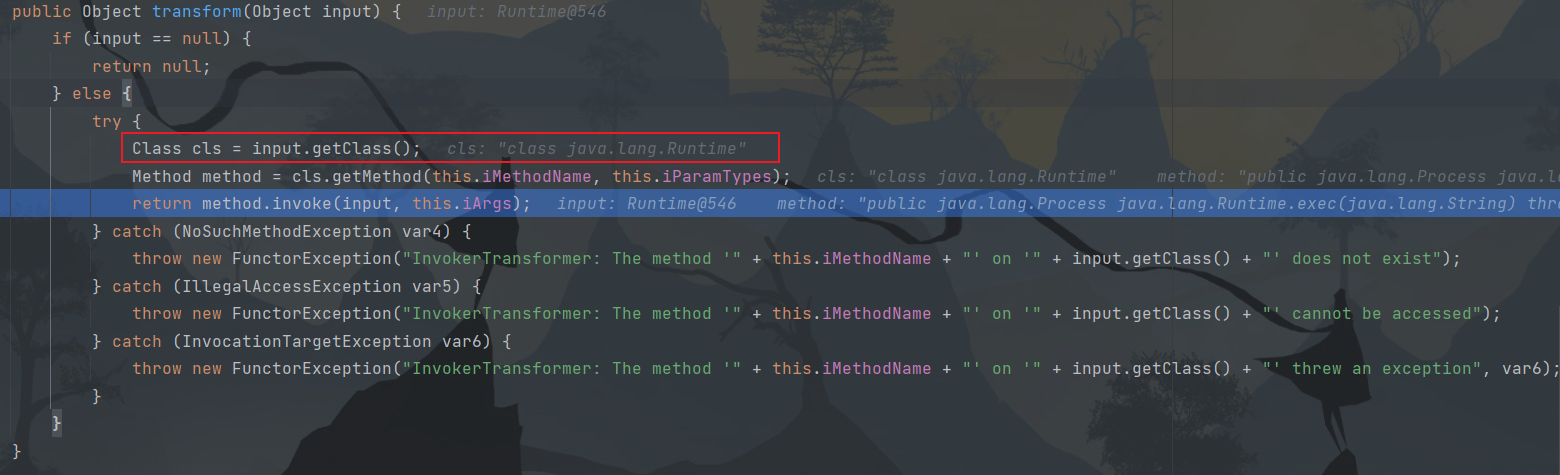 public Object transform(Object input) {   input: Runtime@546
    if (input == null) {
        return null;
    } else {
        try {
            Class cls = input.getClass();   cls: "class java.lang.Runtime"
            Method method = cls.getMethod(this.iMethodName, this.iParamTypes);   cls: "class java.lang.Runtime"    method: "public java.lang.Process java.la
            return method.invoke(input, this.iArgs);   input: Runtime@546    method: "public java.lang.Process java.lang.Runtime.exec(java.lang.String) thr
        } catch (NoSuchMethodException var4) {
            throw new FunctorException("InvokerTransformer: The method '" + this.iMethodName + "' on '" + input.getClass() + "' does not exist");
        } catch (IllegalAccessException var5) {
            throw new FunctorException("InvokerTransformer: The method '" + this.iMethodName + "' on '" + input.getClass() + "' cannot be accessed");
        } catch (InvocationTargetException var6) {
            throw new FunctorException("InvokerTransformer: The method '" + this.iMethodName + "' on '" + input.getClass() + "' threw an exception", var6);
        }
    }
}